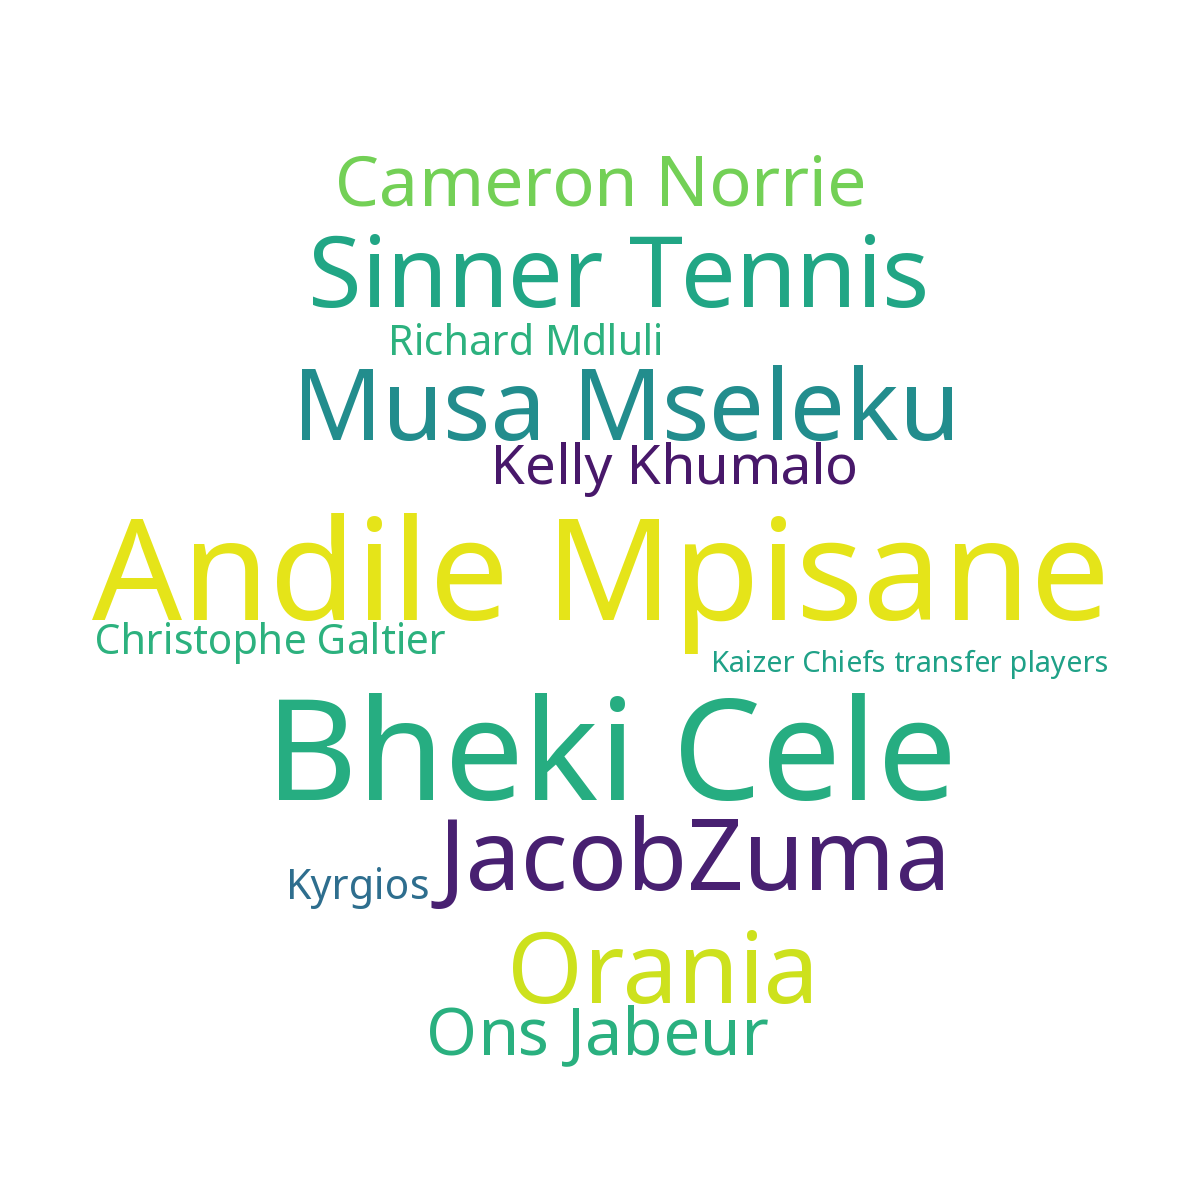 Cameron Norrie
Sinner Tennis
Richard Mdluli
Musa Mseleku
Kelly Khumalo
Andile Mpisane
Christophe Galtier
Kaizer Chiefs transfer players
Bheki Cele
JacobZuma
Kyrgios
Orania
Ons Jabeur